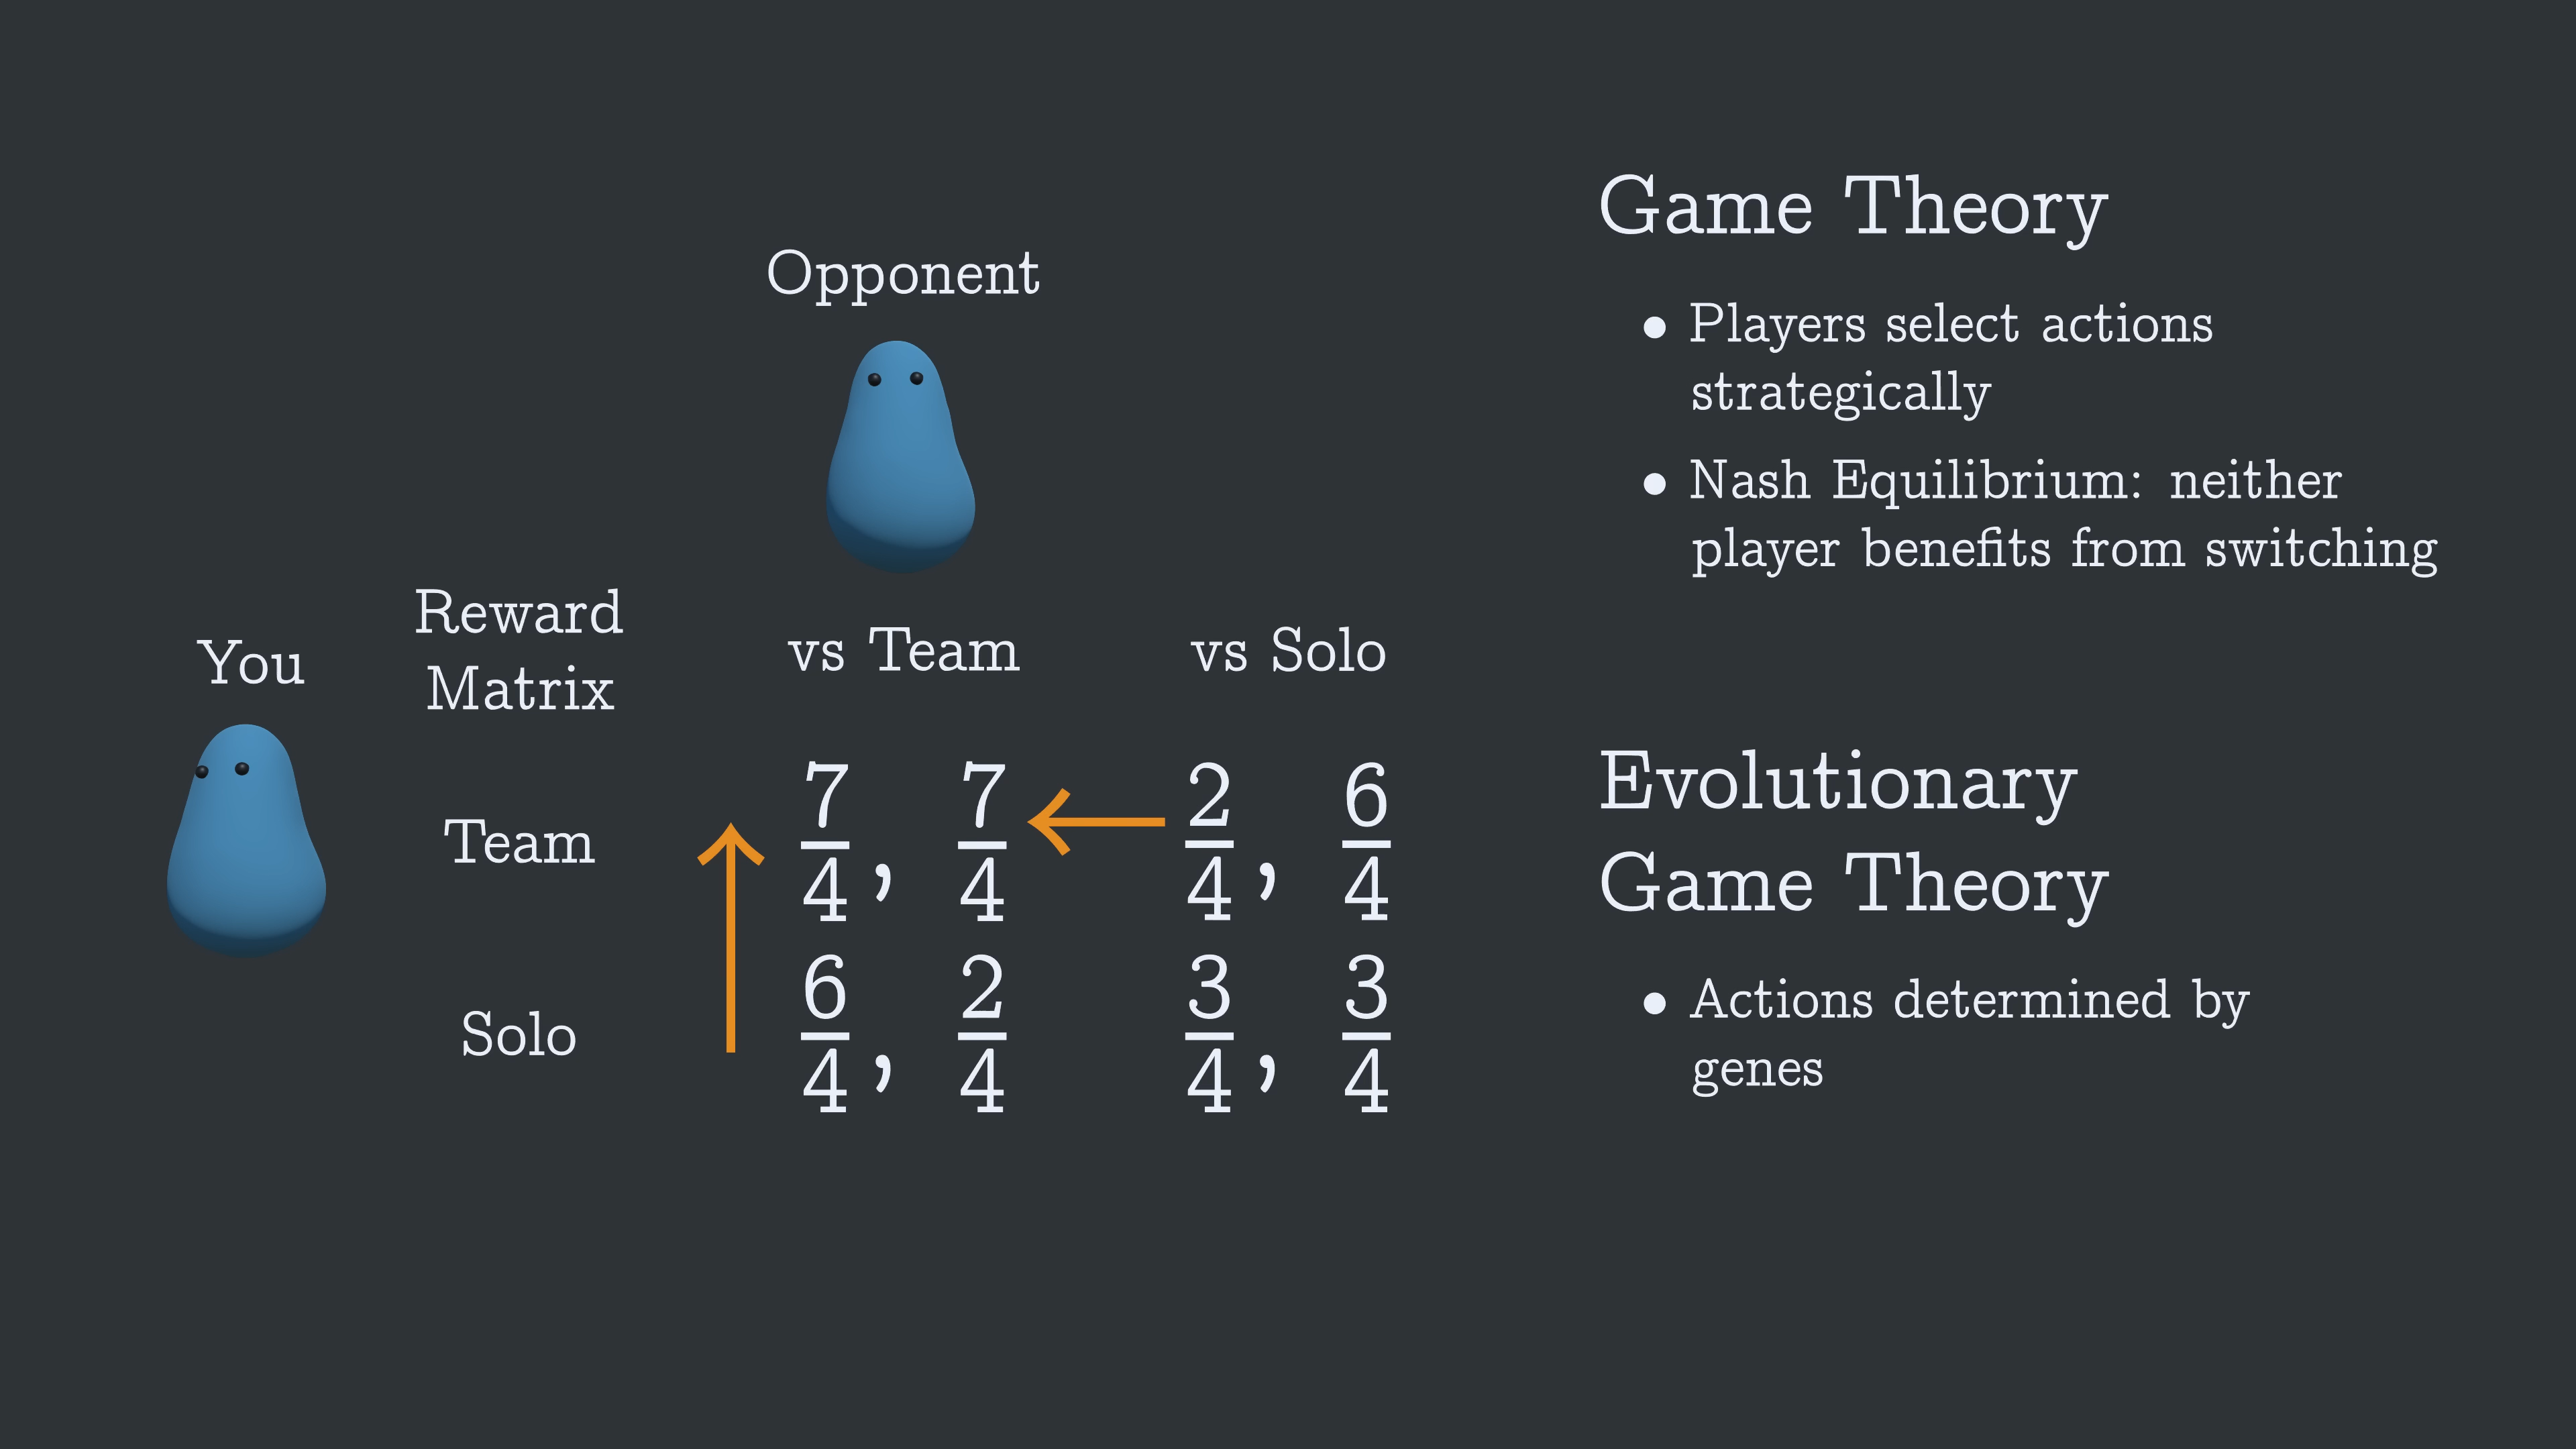 Opponent
You
Reward
Matrix
vs Team
vs Solo
Team
7/4, 7/4
2/4, 6/4
Solo
6/4, 2/4
3/4, 3/4
Game Theory
• Players select actions
strategically
• Nash Equilibrium: neither
player benefits from switching
Evolutionary
Game Theory
• Actions determined by
genes